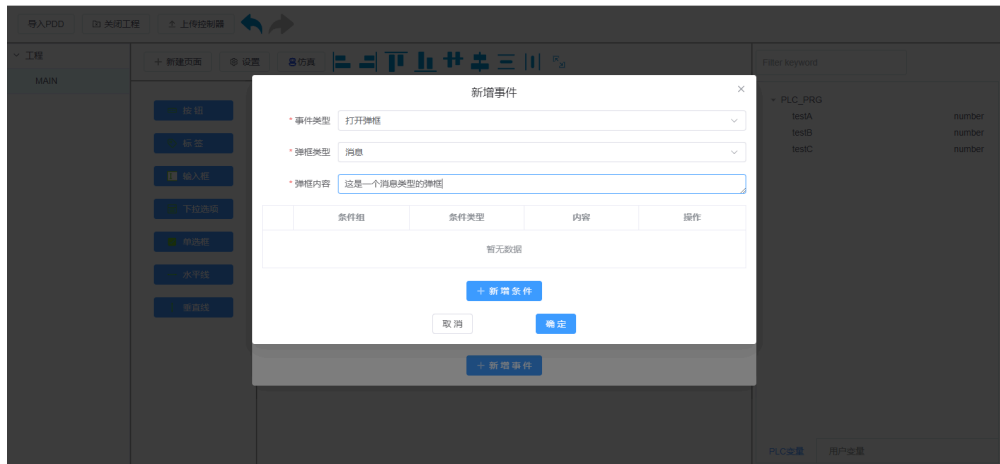 导入PDD 关闭工程 上传控制器
工程
MAIN
+ 新建页面 设置 仿真
Filter keyword
新增事件
PLC_PRG
testA number
testB number
testC number
按钮
标签
输入框
下拉选项
单选框
水平线
垂直线
* 事件类型 打开弹框
* 弹框类型 消息
* 弹框内容 这是一个消息类型的弹框
条件组 条件类型 内容 操作
暂无数据
+ 新增条件
取消 确定
+ 新增事件
PLC变量 用户变量